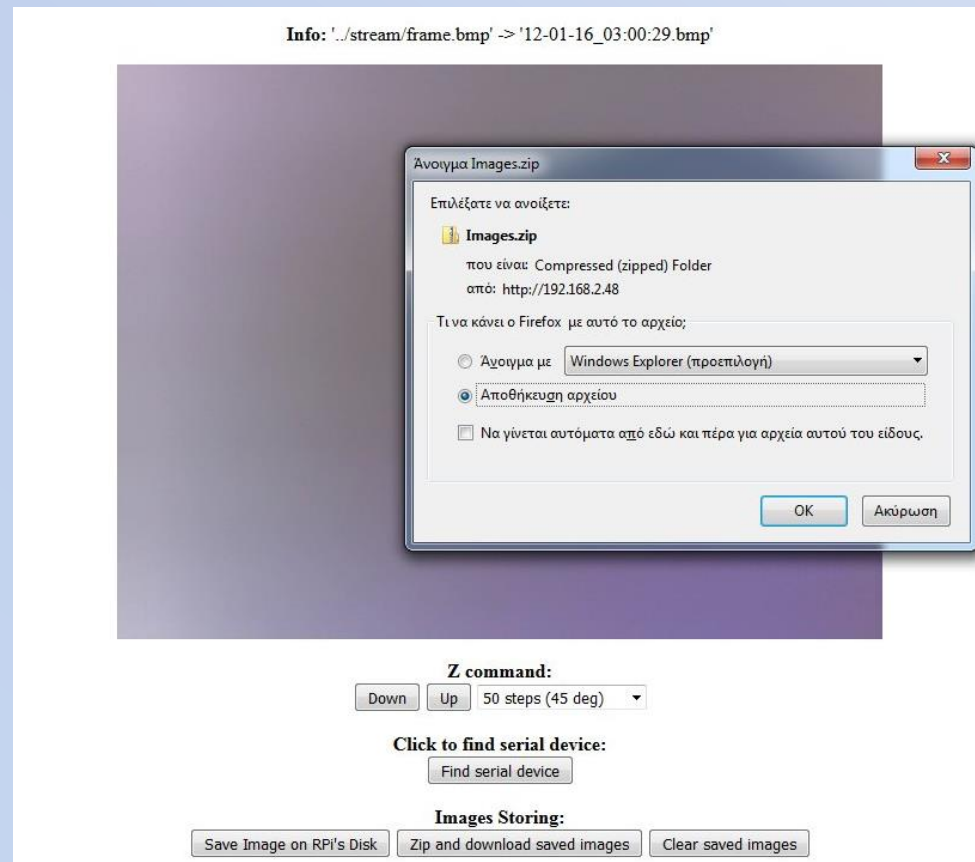 Info: '../stream/frame.bmp' -> '12-01-16_03:00:29.bmp'
Άνοιγμα Images.zip
Επιλέξατε να ανοίξετε:
Images.zip
που είναι: Compressed (zipped) Folder
από: http://192.168.2.48
Τι να κάνει ο Firefox με αυτό το αρχείο;
Άνοιγμα με Windows Explorer (προεπιλογή)
Αποθήκευση αρχείου
Να γίνεται αυτόματα από εδώ και πέρα για αρχεία αυτού του είδους.
OK Ακύρωση
Z command:
Down Up 50 steps (45 deg)
Click to find serial device:
Find serial device
Images Storing:
Save Image on RPi's Disk Zip and download saved images Clear saved images